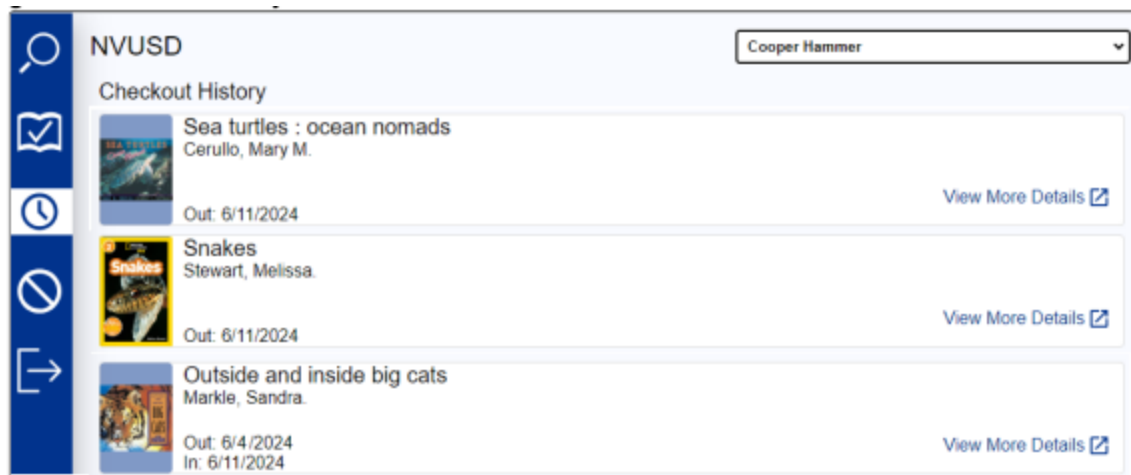 NVUSD
Cooper Hammer
Checkout History
Sea turtles : ocean nomads
Cerullo, Mary M.
View More Details
Out: 6/11/2024
Snakes
Snakes
Stewart, Melissa.
View More Details
Out: 6/11/2024
Outside and inside big cats
Markle, Sandra.
Out: 6/4/2024
View More Details
In: 6/11/2024